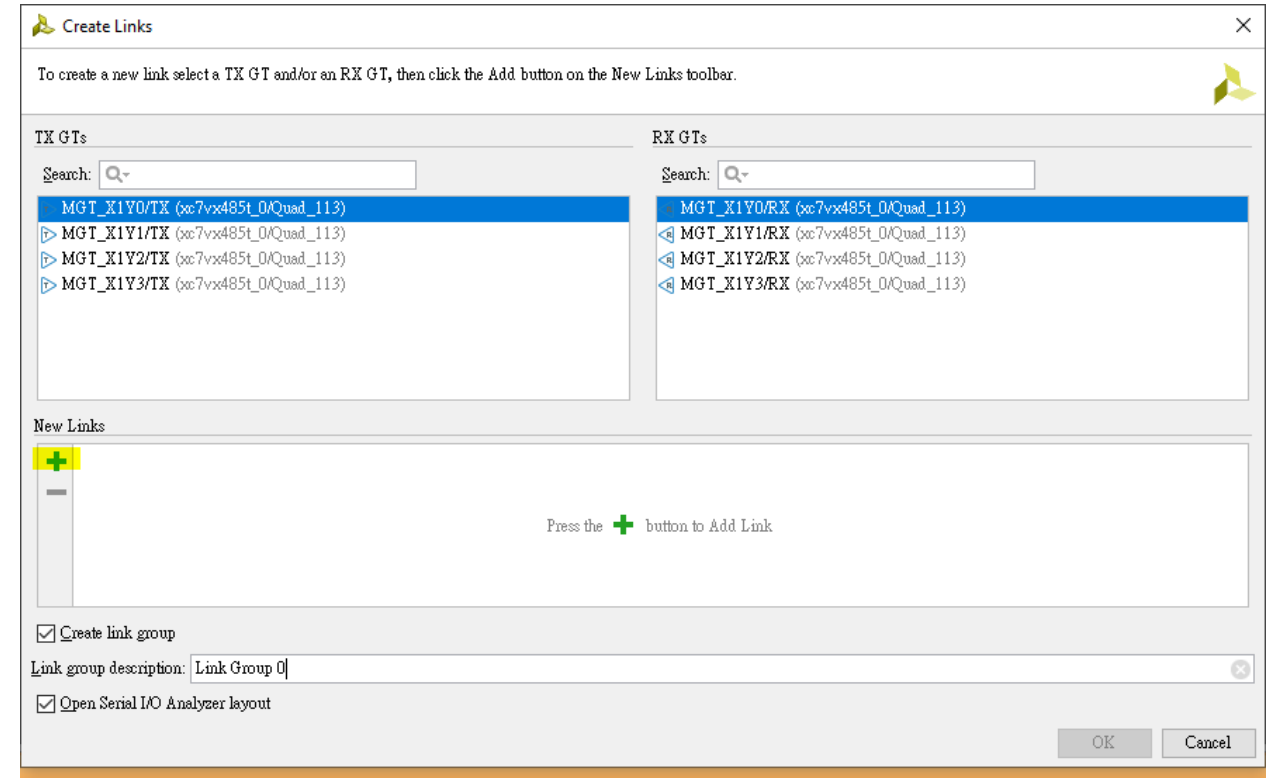 Create Links
To create a new link select a TX GT and/or an RX GT, then click the Add button on the New Links toolbar.
TX GTs
Search:
MGT_X1Y0/TX (xc7vx485t_0/Quad_113)
MGT_X1Y1/TX (xc7vx485t_0/Quad_113)
MGT_X1Y2/TX (xc7vx485t_0/Quad_113)
MGT_X1Y3/TX (xc7vx485t_0/Quad_113)
RX GTs
Search:
MGT_X1Y0/RX (xc7vx485t_0/Quad_113)
MGT_X1Y1/RX (xc7vx485t_0/Quad_113)
MGT_X1Y2/RX (xc7vx485t_0/Quad_113)
MGT_X1Y3/RX (xc7vx485t_0/Quad_113)
New Links
Press the + button to Add Link
Create link group
Link group description: Link Group 0
Open Serial I/O Analyzer layout
OK Cancel